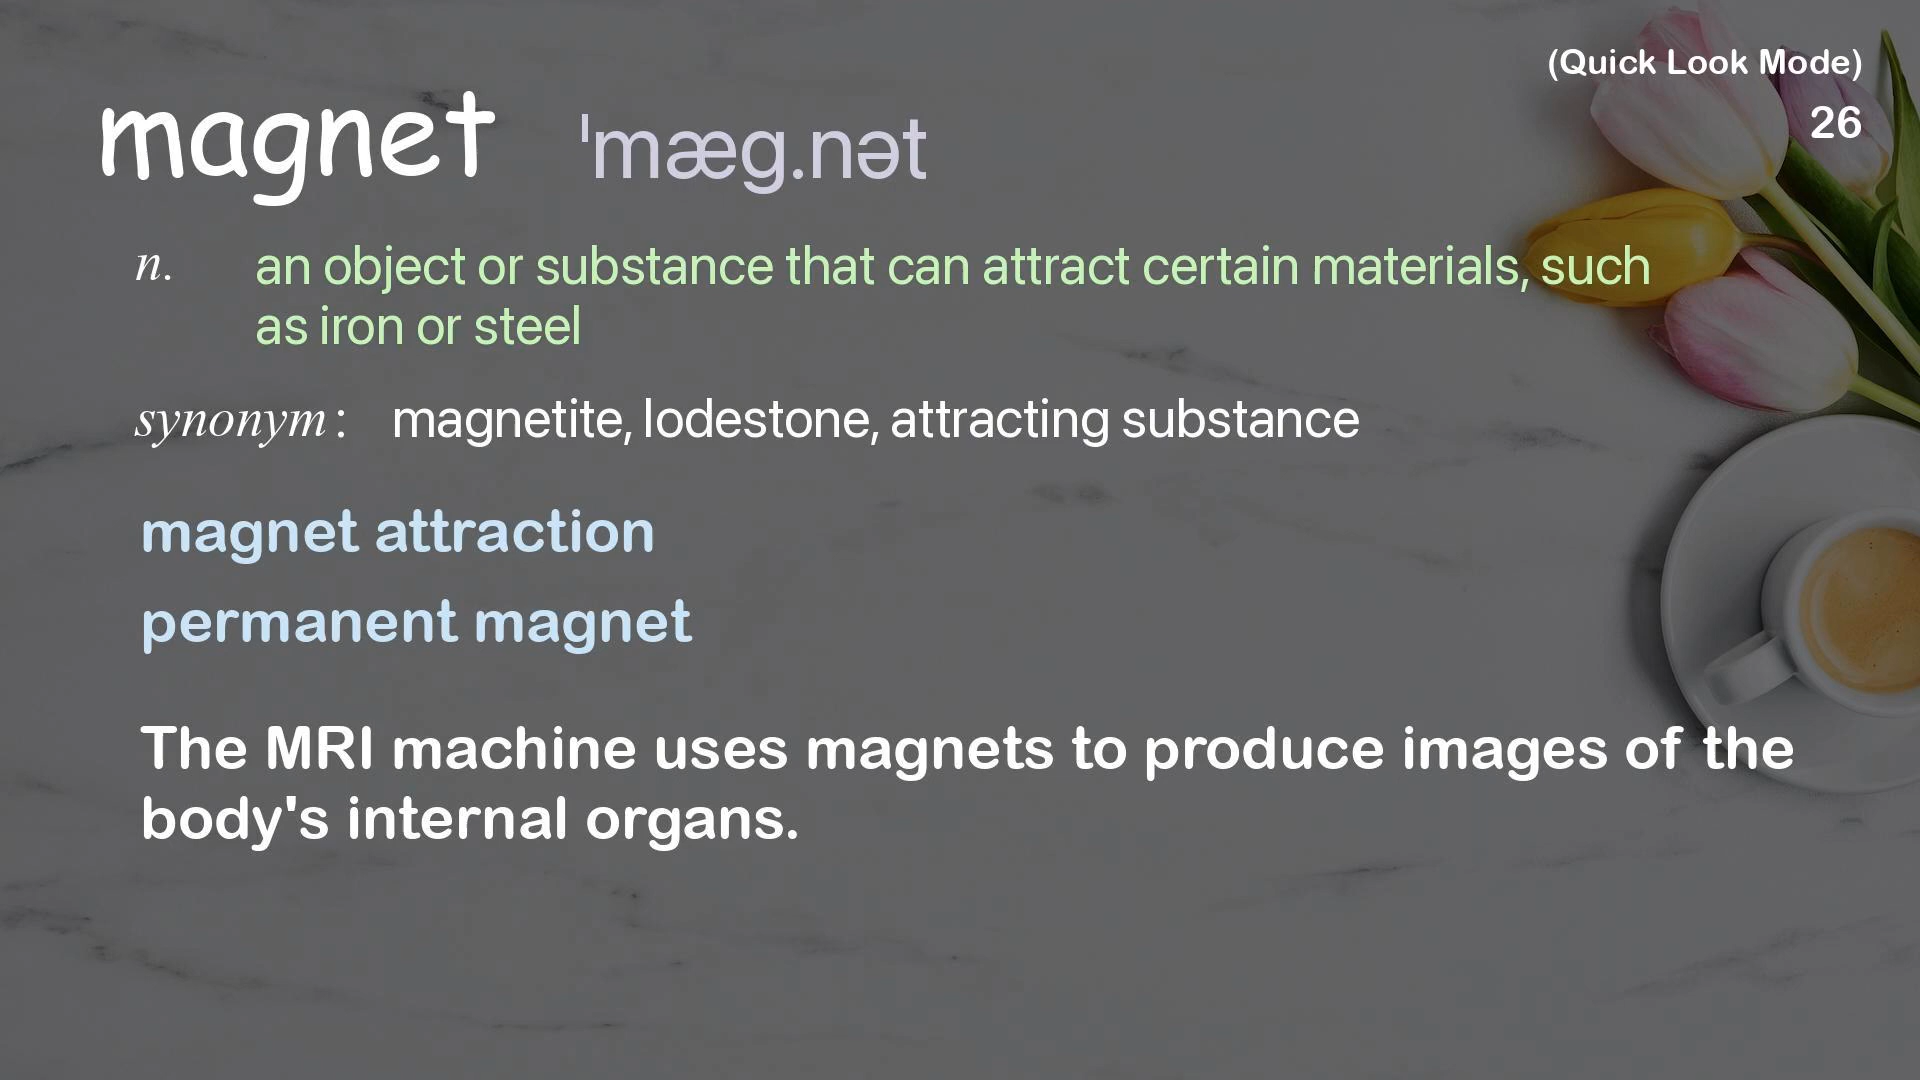 (Quick Look Mode)
26
magnet ˈmæg.nət
n. an object or substance that can attract certain materials, such
as iron or steel
synonym: magnetite, lodestone, attracting substance
magnet attraction
permanent magnet
The MRI machine uses magnets to produce images of the
body's internal organs.